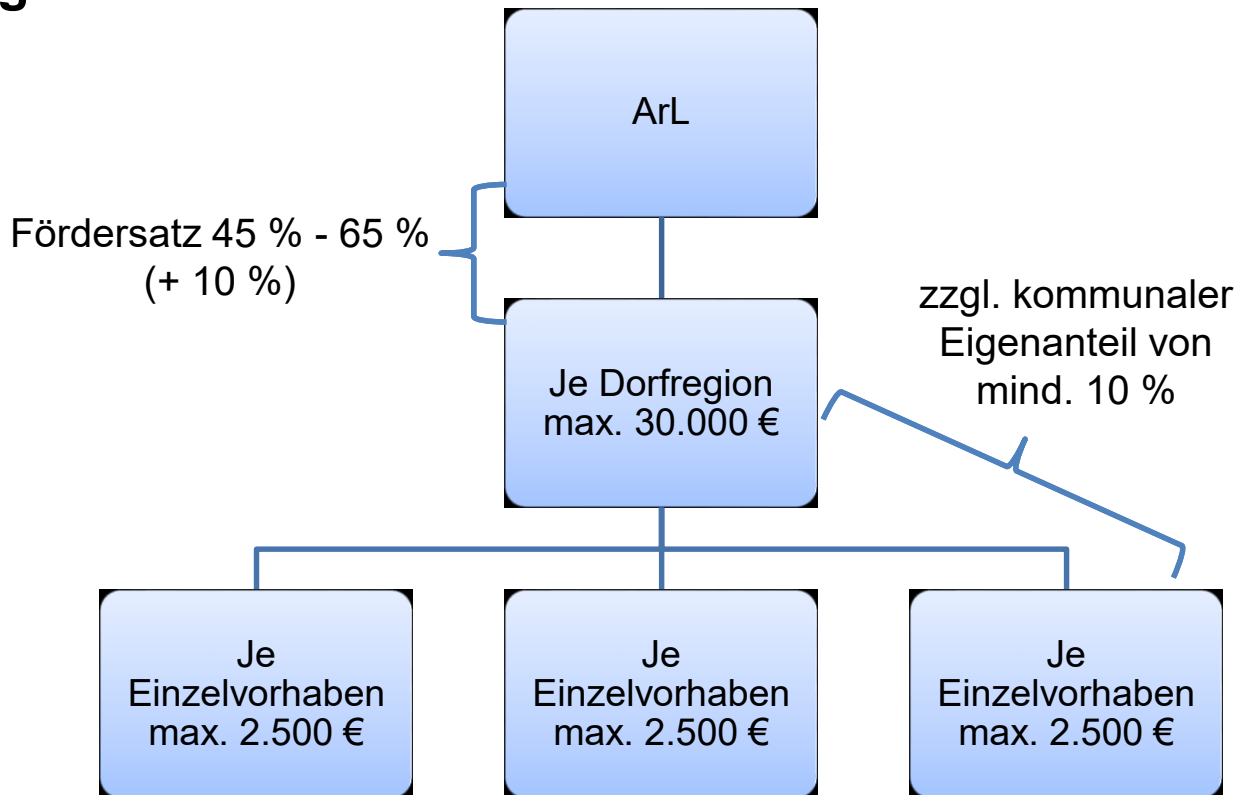 g
ArL
Fördersatz 45 % - 65 %
(+ 10 %)
zzgl. kommunaler
Eigenanteil von
mind. 10 %
Je Dorfregion
max. 30.000 €
Je
Einzelvorhaben
max. 2.500 €
Je
Einzelvorhaben
max. 2.500 €
Je
Einzelvorhaben
max. 2.500 €